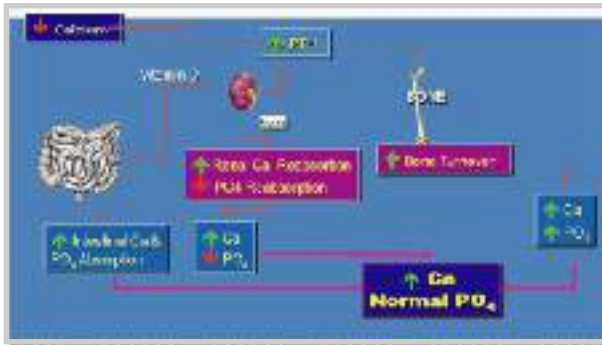 Calcium
PTH
Vitamin D
BONE
Renal Ca Reabsorption
PO4 Reabsorption
Bone Turnover
Intestinal Ca &
PO4 Absorption
Ca
PO4
Ca
PO4
Ca
Normal PO4